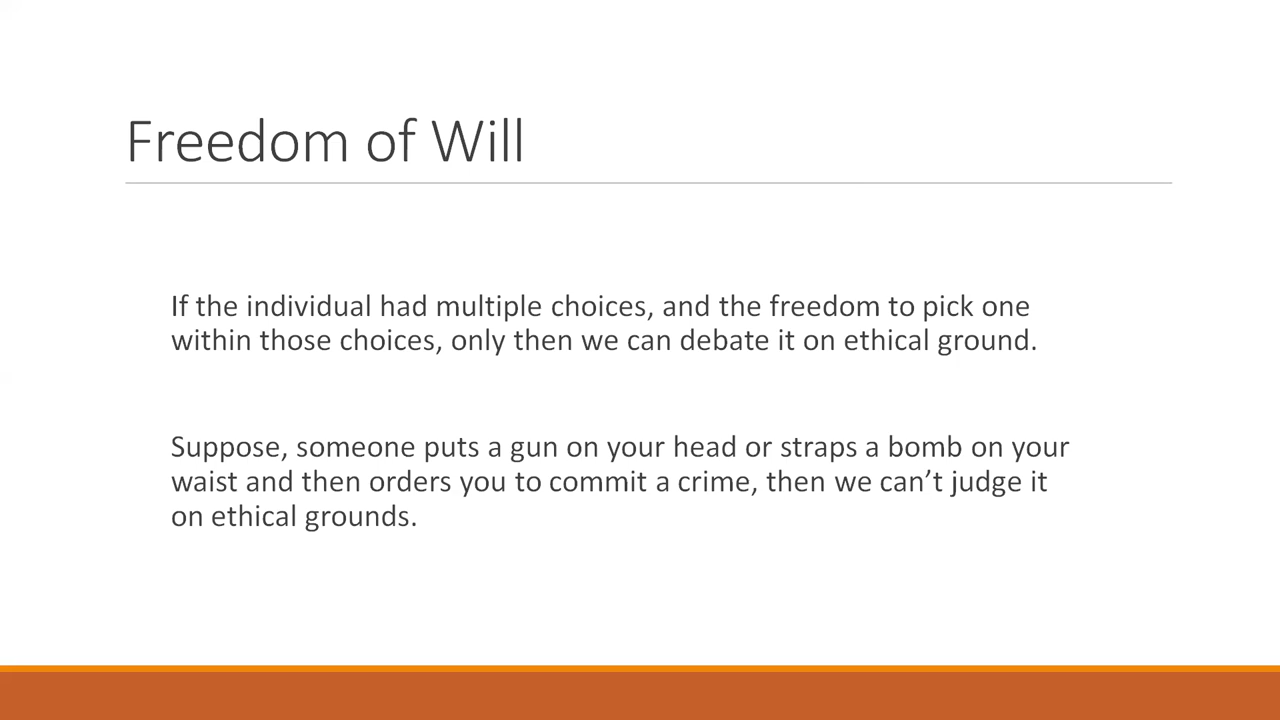 Freedom of Will
If the individual had multiple choices, and the freedom to pick one
within those choices, only then we can debate it on ethical ground.
Suppose, someone puts a gun on your head or straps a bomb on your
waist and then orders you to commit a crime, then we can’t judge it
on ethical grounds.